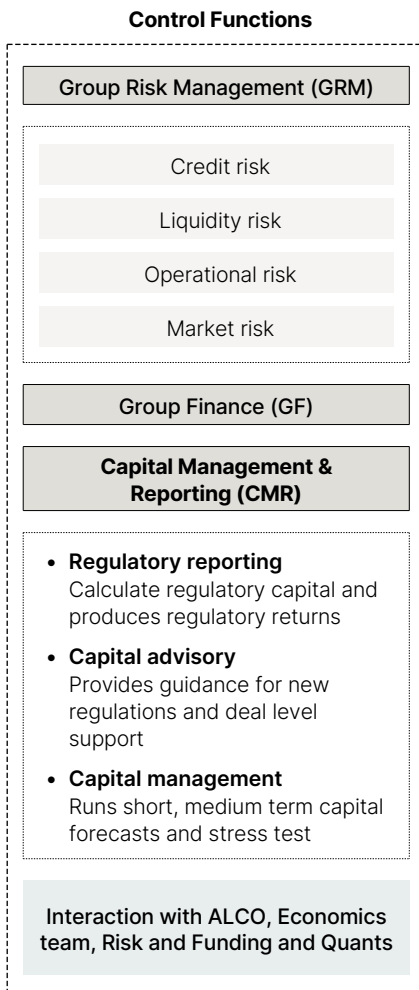 Control Functions
Group Risk Management (GRM)
Credit risk
Liquidity risk
Operational risk
Market risk
Group Finance (GF)
Capital Management &
Reporting (CMR)
• Regulatory reporting
Calculate regulatory capital and
produces regulatory returns
• Capital advisory
Provides guidance for new
regulations and deal level
support
• Capital management
Runs short, medium term capital
forecasts and stress test
Interaction with ALCO, Economics
team, Risk and Funding and Quants